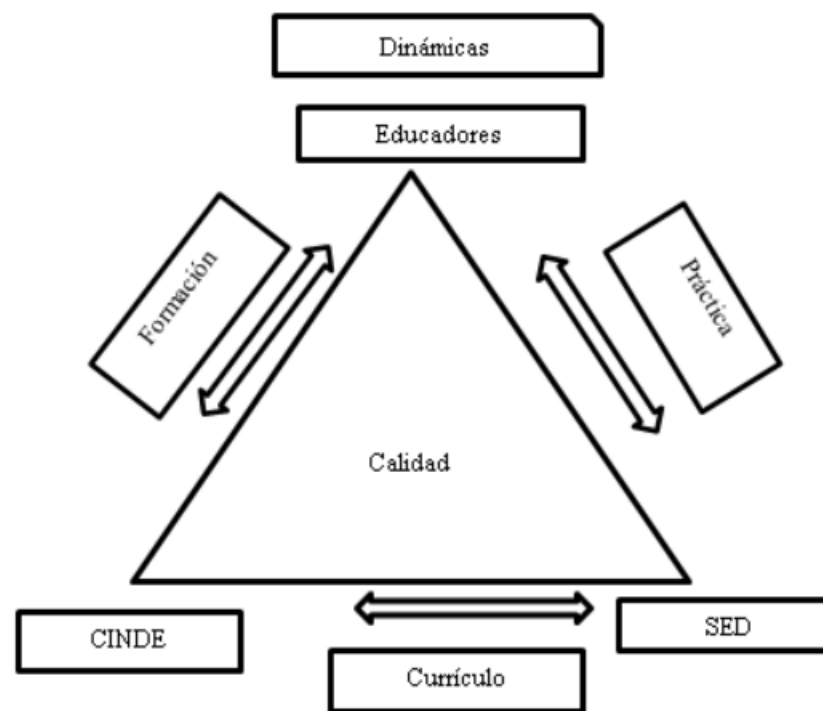 Dinámicas
Educadores
Formación
Práctica
Calidad
CINDE
SED
Currículo